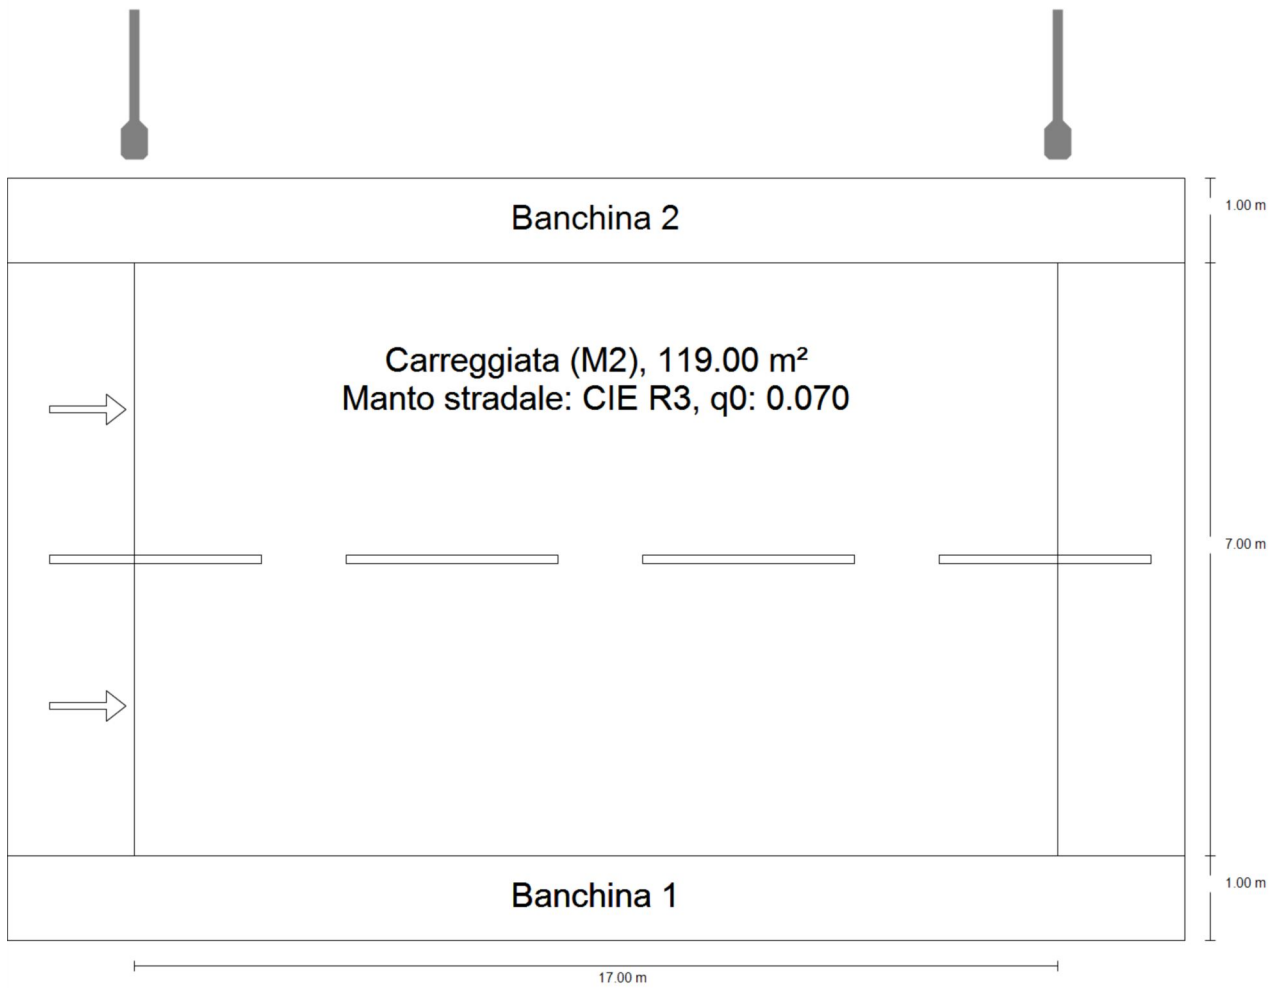 Banchina 2
1.00 m
Carreggiata (M2), 119.00 m²
Manto stradale: CIE R3, q0: 0.070
7.00 m
Banchina 1
1.00 m
17.00 m